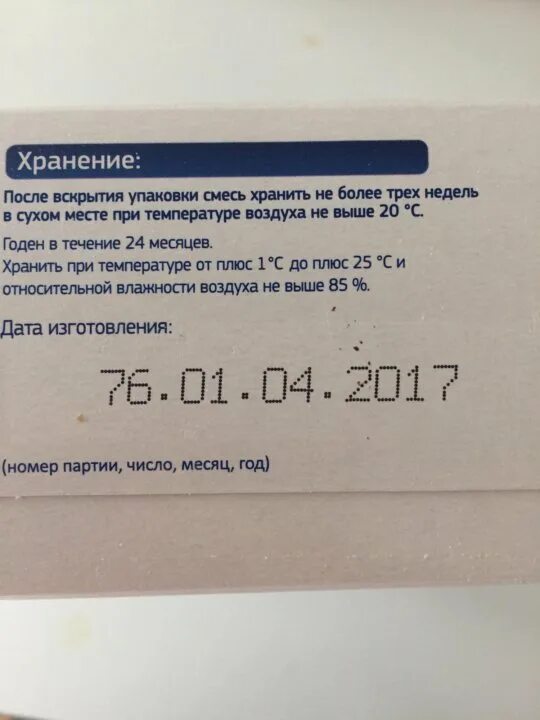 Хранение:
После вскрытия упаковки смесь хранить не более трех недель
в сухом месте при температуре воздуха не выше 20 °С.
Годен в течение 24 месяцев.
Хранить при температуре от плюс 1°С до плюс 25 °С и
относительной влажности воздуха не выше 85 %.
Дата изготовления:
76.01.04.2017
(номер партии, число, месяц, год)